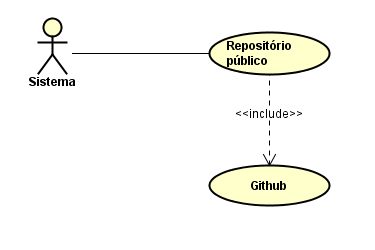 Repositório
público
Sistema
<<include>>
Github